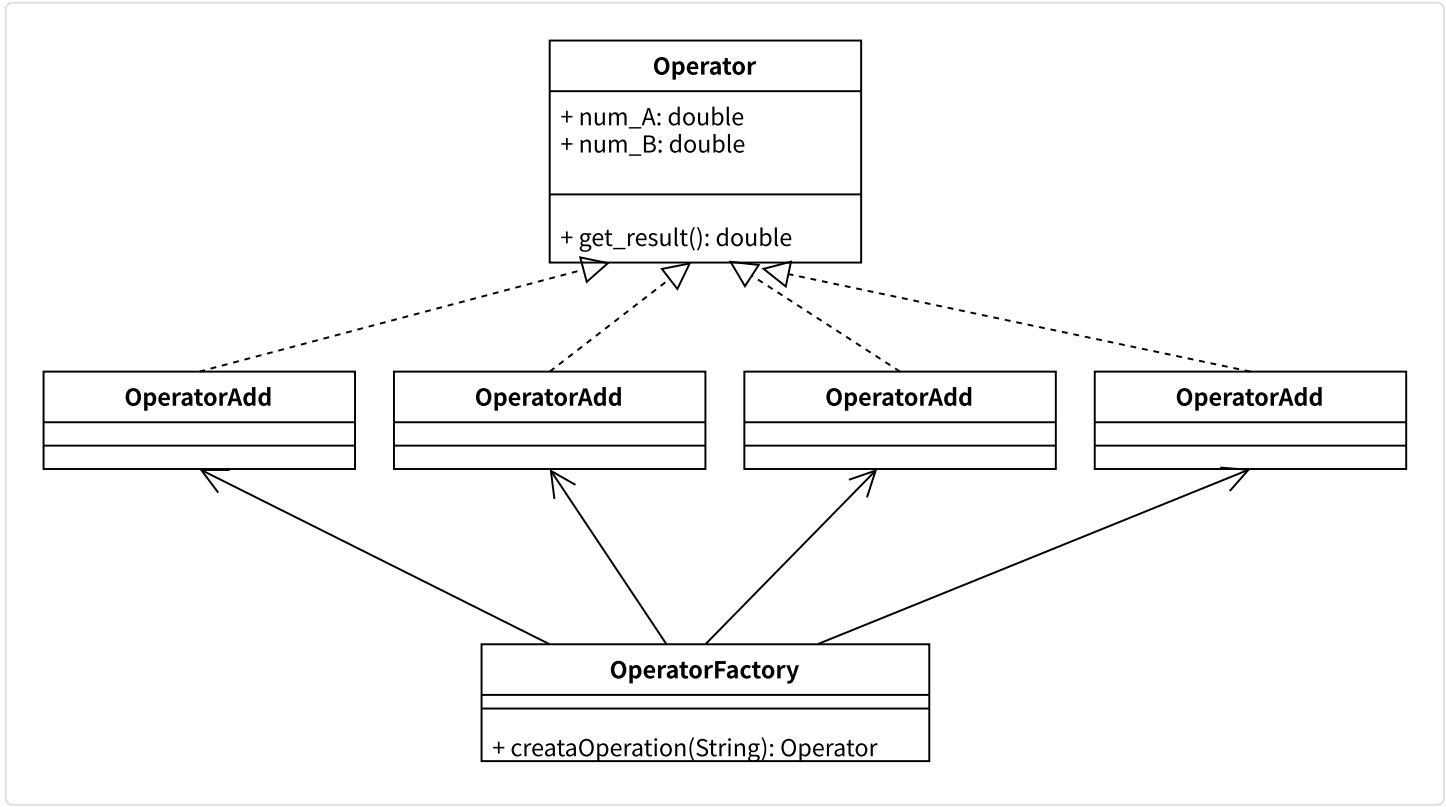 Operator
+ num_A: double
+ num_B: double
+ get_result(): double
OperatorAdd
OperatorAdd
OperatorAdd
OperatorAdd
OperatorFactory
+ creataOperation(String): Operator